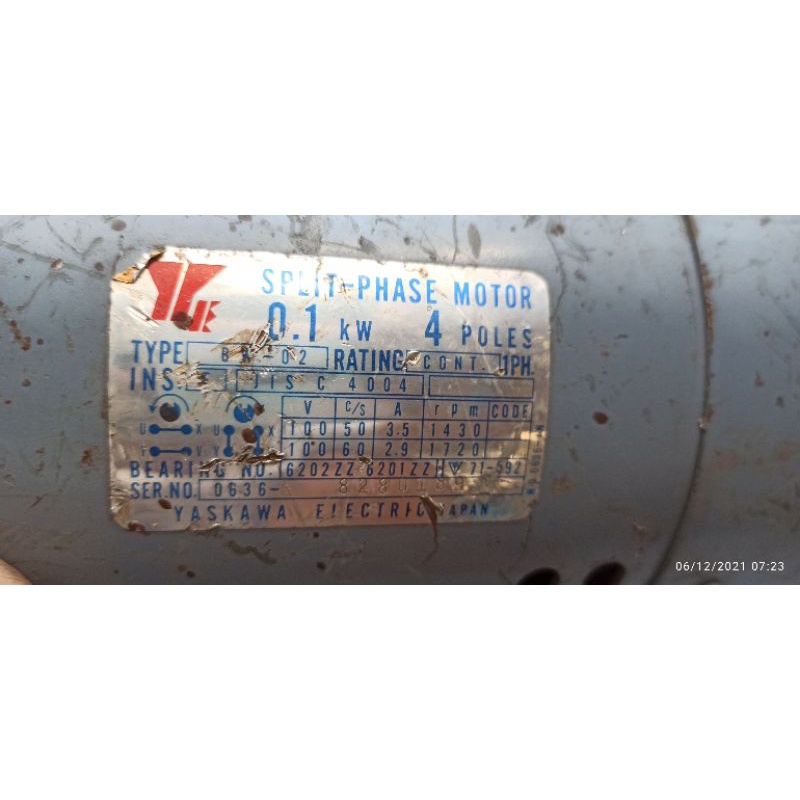 SPLIT-PHASE MOTOR
0.1 kW 4 POLES
TYPE RATING CONT. 1PH.
INS. JIS C 4004
V c/s A rpm CODE
U X U X
100 50 3.5 1430
100 60 2.9 1720
Y V Y V
BEARING NO. 6202ZZ 6201ZZ 71-592
SER.NO. 0636-
YASKAWA ELECTRIC JAPAN
06/12/2021 07:23